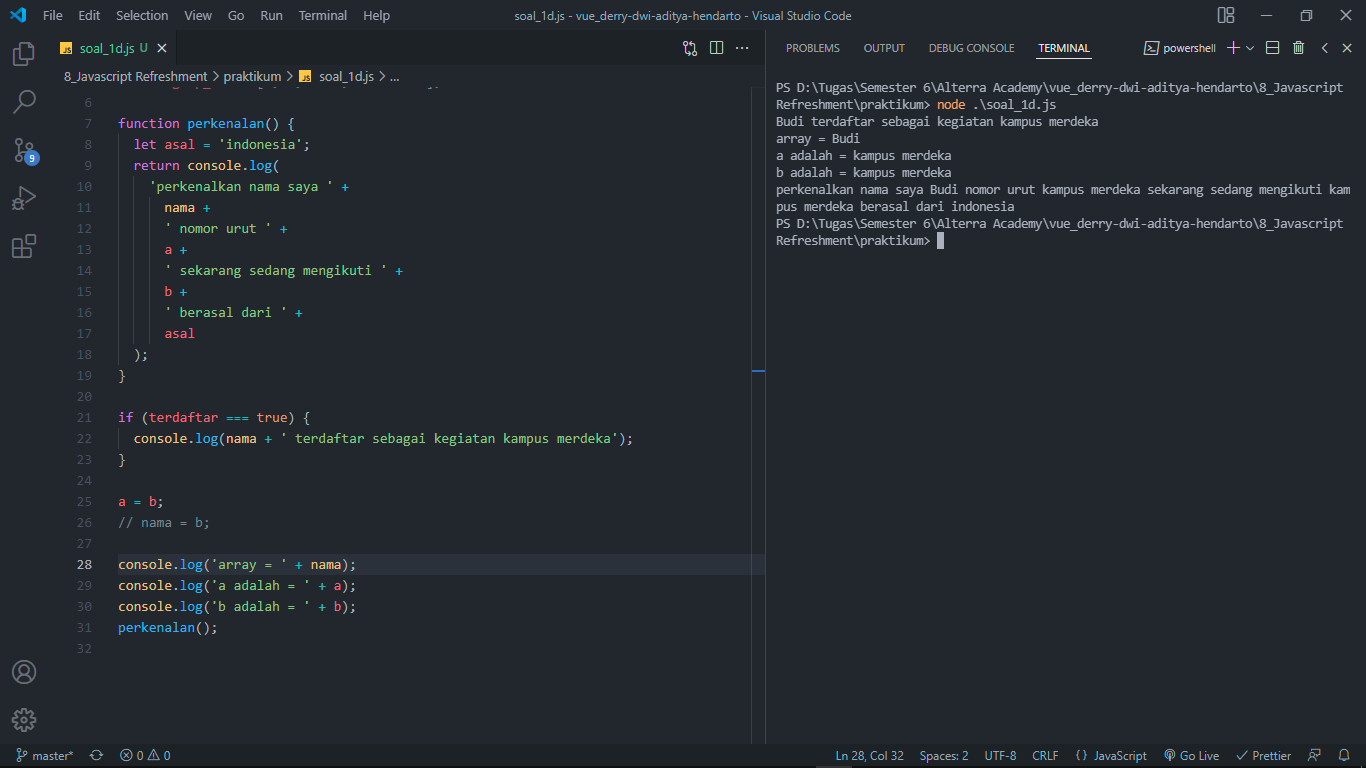 File Edit Selection View Go Run Terminal Help
soal_1d.js - vue_derry-dwi-aditya-hendarto - Visual Studio Code
JS soal_1d.js U
8_Javascript Refreshment > praktikum > JS soal_1d.js > ...
6
7 function perkenalan() {
8 let asal = 'indonesia';
9 return console.log(
10 'perkenalkan nama saya ' +
11 nama +
12 ' nomor urut ' +
13 a +
14 ' sekarang sedang mengikuti ' +
15 b +
16 ' berasal dari ' +
17 asal
18 );
19 }
20
21 if (terdaftar === true) {
22 console.log(nama + ' terdaftar sebagai kegiatan kampus merdeka');
23 }
24
25 a = b;
26 // nama = b;
27
28 console.log('array = ' + nama);
29 console.log('a adalah = ' + a);
30 console.log('b adalah = ' + b);
31 perkenalan();
32
PROBLEMS OUTPUT DEBUG CONSOLE TERMINAL
powershell
PS D:\Tugas\Semester 6\Alterra Academy\vue_derry-dwi-aditya-hendarto\8_Javascript
Refreshment\praktikum> node .\soal_1d.js
Budi terdaftar sebagai kegiatan kampus merdeka
array = Budi
a adalah = kampus merdeka
b adalah = kampus merdeka
perkenalkan nama saya Budi nomor urut kampus merdeka sekarang sedang mengikuti kam
pus merdeka berasal dari indonesia
PS D:\Tugas\Semester 6\Alterra Academy\vue_derry-dwi-aditya-hendarto\8_Javascript
Refreshment\praktikum>
9
master* 0 0
Ln 28, Col 32 Spaces: 2 UTF-8 CRLF {} JavaScript Go Live Prettier